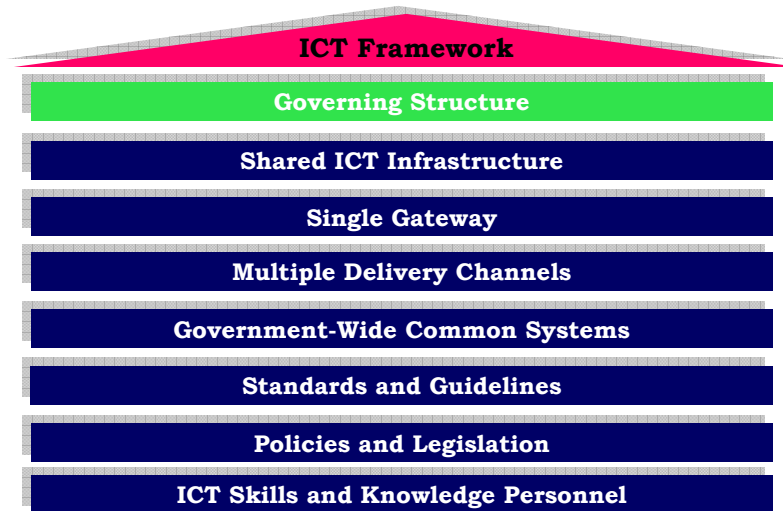 ICT Framework
Governing Structure
Shared ICT Infrastructure
Single Gateway
Multiple Delivery Channels
Government-Wide Common Systems
Standards and Guidelines
Policies and Legislation
ICT Skills and Knowledge Personnel